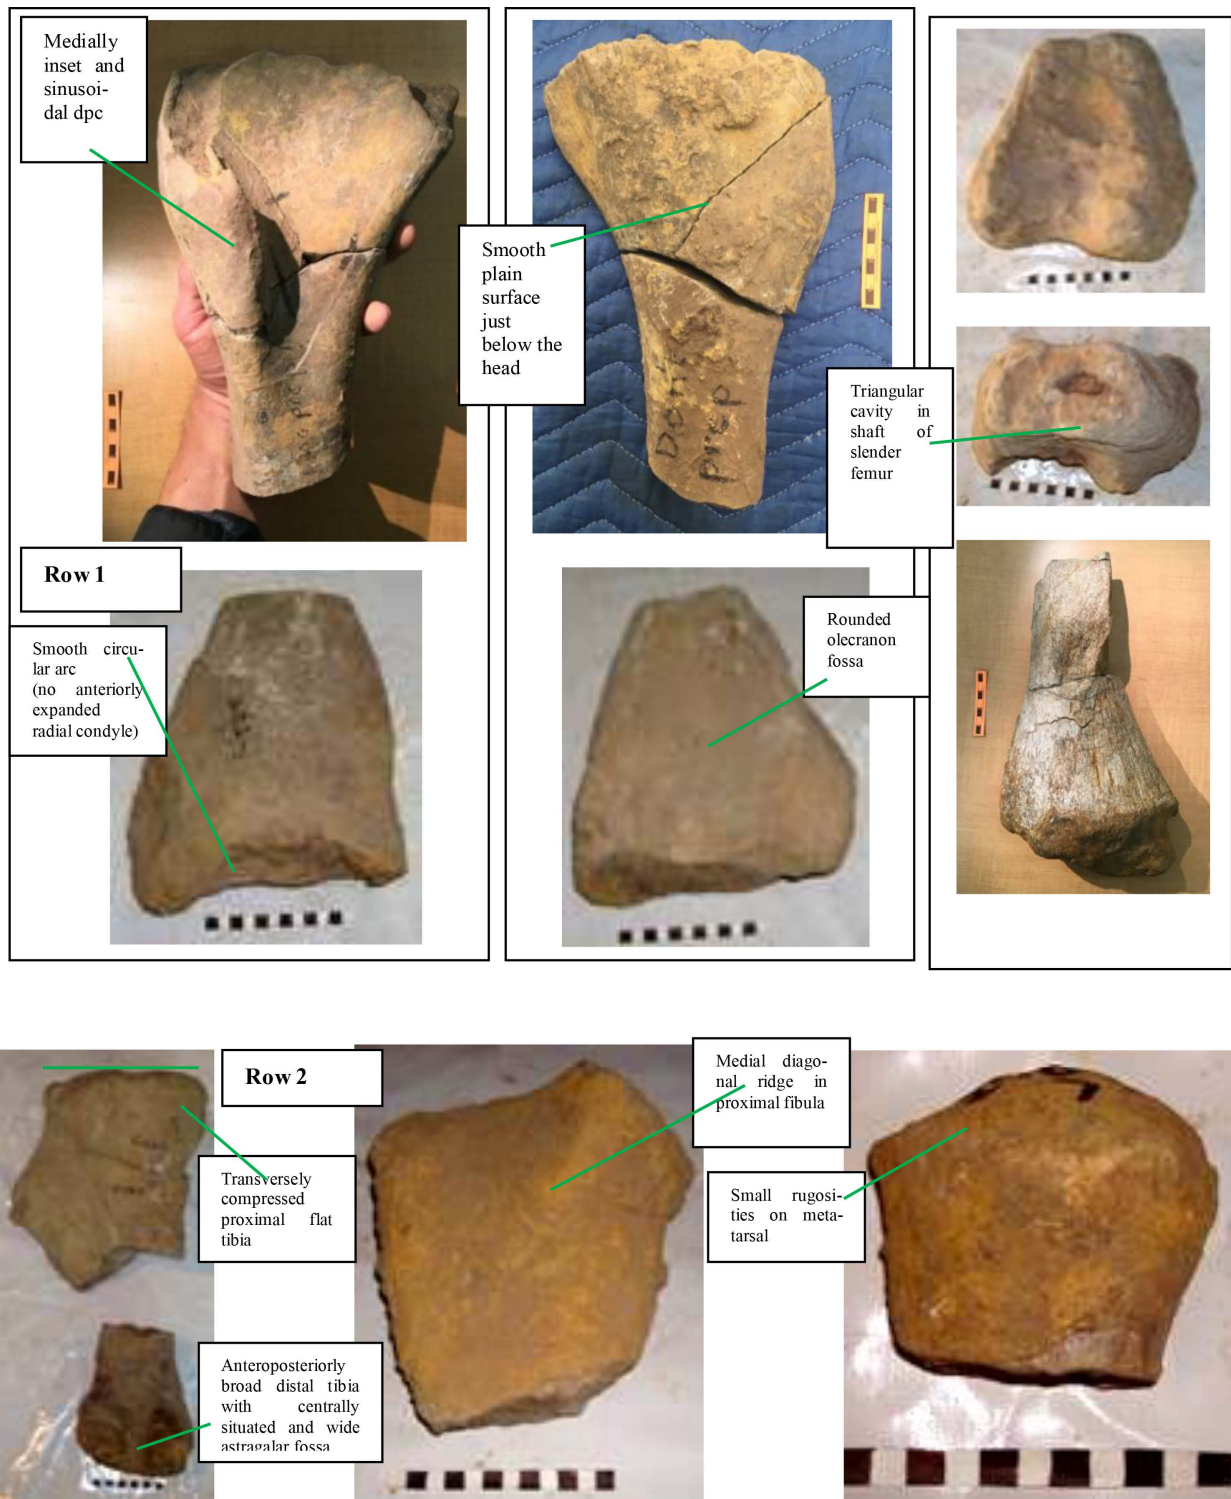 Medially
inset and
sinusoi-
dal dpc
Smooth
plain
surface
just
below the
head
Don't
prep
Triangular
cavity in
shaft of
slender
femur
Row 1
Smooth circu-
lar arc
(no anteriorly
expanded
radial condyle)
Rounded
olecranon
fossa
Row 2
Medial diago-
nal ridge in
proximal fibula
Transversely
compressed
proximal flat
tibia
Small rugosi-
ties on meta-
tarsal
Anteroposteriorly
broad distal tibia
with centrally
situated and wide
astragalar fossa